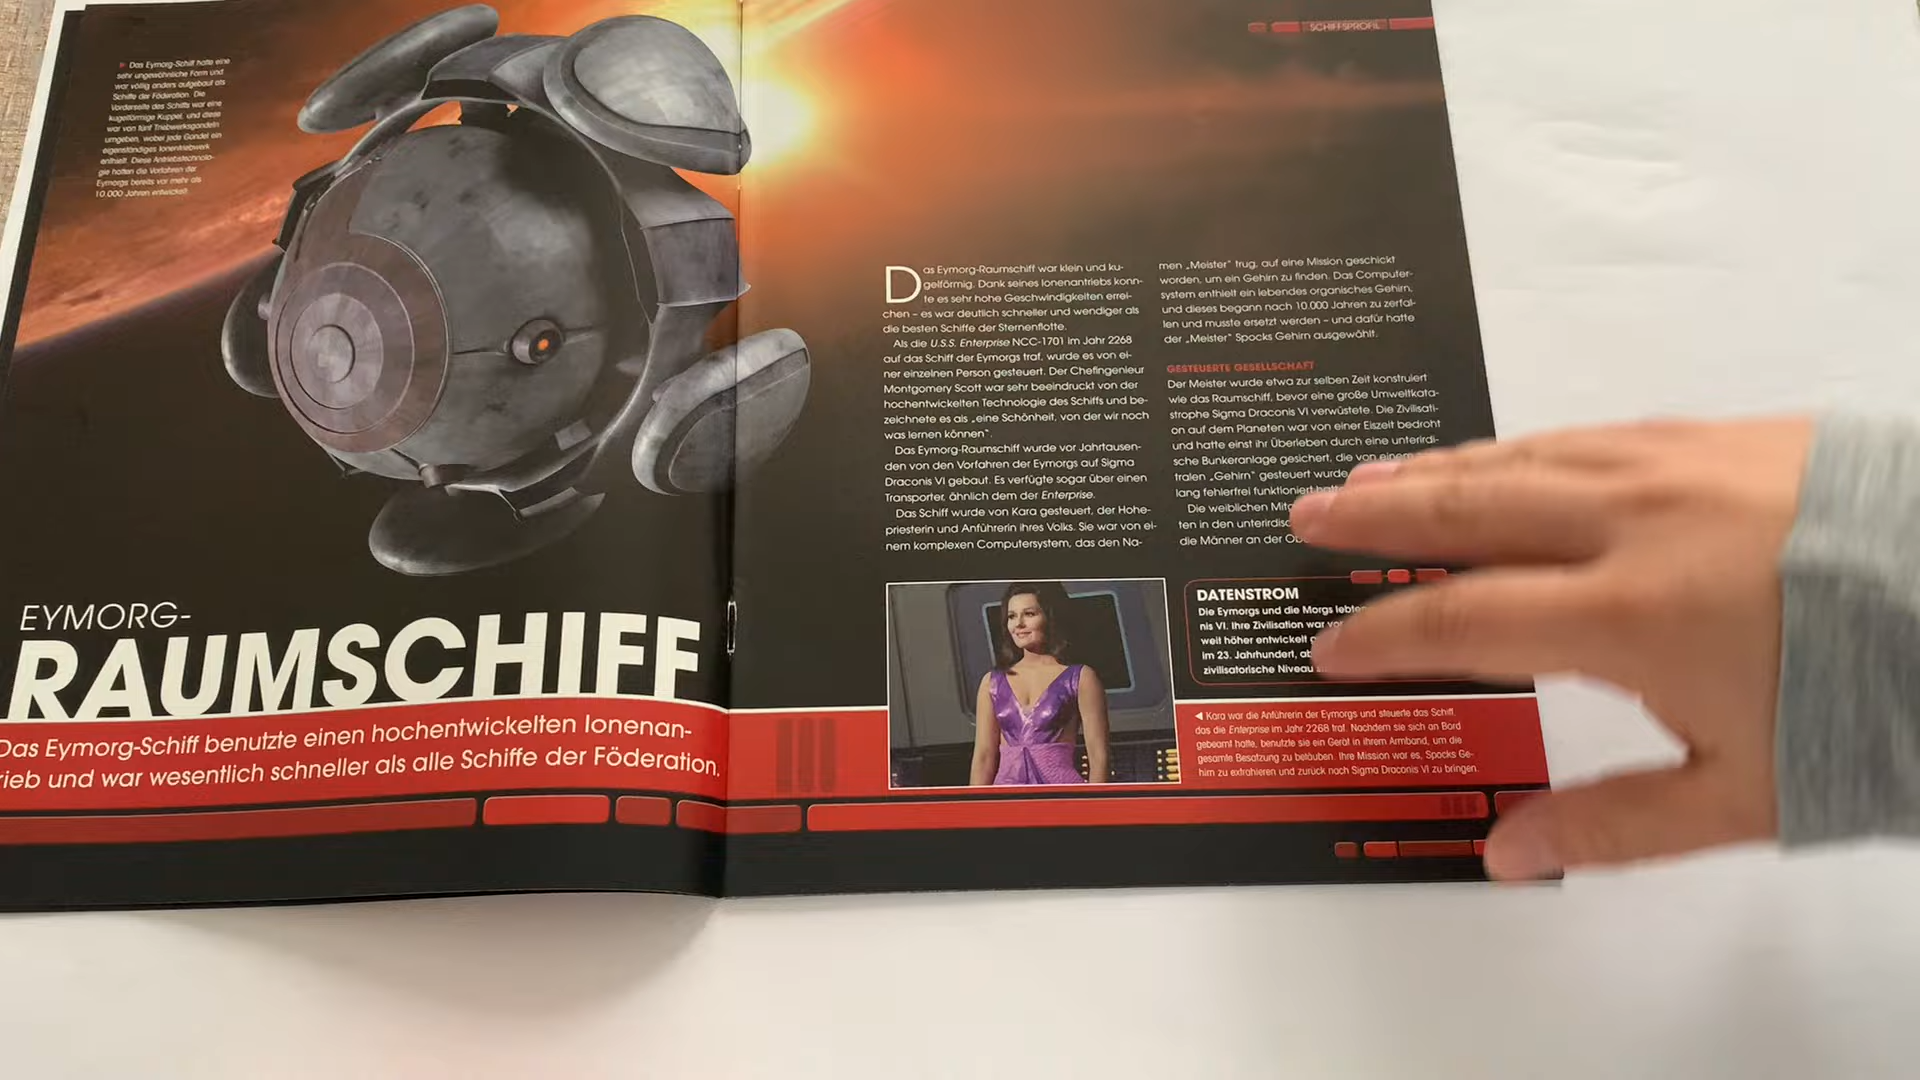 SCHIFFSPROFIL
Das Eymorg-Schiff hatte eine
sehr ungewöhnliche Form und
war völlig anders aufgebaut als
Schiffe der Föderation. Die
Vorderseite des Schiffs war eine
kugelförmige Kuppel, und diese
war von fünf Triebwerksgondeln
umgeben, wobei jede Gondel ein
eigenständiges Ionentriebwerk
enthielt. Diese Antriebstechnolo-
gie hatten die Vorfahren der
Eymorgs bereits vor mehr als
10.000 Jahren entwickelt.
EYMORG-
RAUMSCHIFF
Das Eymorg-Schiff benutzte einen hochentwickelten Ionenan-
rieb und war wesentlich schneller als alle Schiffe der Föderation.
Das Eymorg-Raumschiff war klein und ku-
gelförmig. Dank seines Ionenantriebs konn-
te es sehr hohe Geschwindigkeiten errei-
chen – es war deutlich schneller und wendiger als
die besten Schiffe der Sternenflotte.
Als die U.S.S. Enterprise NCC-1701 im Jahr 2268
auf das Schiff der Eymorgs traf, wurde es von ei-
ner einzelnen Person gesteuert. Der Chefingenieur
Montgomery Scott war sehr beeindruckt von der
hochentwickelten Technologie des Schiffs und be-
zeichnete es als „eine Schönheit, von der wir noch
was lernen können“.
Das Eymorg-Raumschiff wurde vor Jahrtausen-
den von den Vorfahren der Eymorgs auf Sigma
Draconis VI gebaut. Es verfügte sogar über einen
Transporter, ähnlich dem der Enterprise.
Das Schiff wurde von Kara gesteuert, der Hohe-
priesterin und Anführerin ihres Volks. Sie war von ei-
nem komplexen Computersystem, das den Na-
men „Meister“ trug, auf eine Mission geschickt
worden, um ein Gehirn zu finden. Das Computer-
system enthielt ein lebendes organisches Gehirn,
und dieses begann nach 10.000 Jahren zu zerfal-
len und musste ersetzt werden – und dafür hatte
der „Meister“ Spocks Gehirn ausgewählt.
GESTEUERTE GESELLSCHAFT
Der Meister wurde etwa zur selben Zeit konstruiert
wie das Raumschiff, bevor eine große Umweltkata-
strophe Sigma Draconis VI verwüstete. Die Zivilisati-
on auf dem Planeten war von einer Eiszeit bedroht
und hatte einst ihr Überleben durch eine unterirdi-
sche Bunkeranlage gesichert, die von einem
tralen „Gehirn“ gesteuert wurde
lang fehlerfrei funktioniert
Die weiblichen
ten in den
die Männer an der
DATENSTROM
Die Eymorgs und die Morgs lebten
nis VI. Ihre Zivilisation war
weit höher entwickelt
im 23. Jahrhundert,
zivilisatorische Niveau
◀ Kara war die Anführerin der Eymorgs und steuerte das Schiff,
das die Enterprise im Jahr 2268 traf. Nachdem sie sich an Bord
gebeamt hatte, benutzte sie ein Gerät in ihrem Armband, um die
gesamte Besatzung zu betäuben. Ihre Mission war es, Spocks Ge-
hirn zu extrahieren und zurück nach Sigma Draconis VI zu bringen.